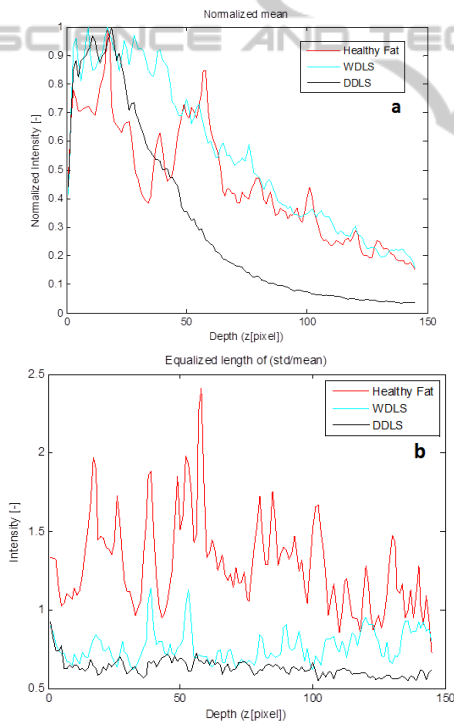 SCIENCE AND TEC
Normalized mean
Normalized Intensity [-]
1
0.9
0.8
0.7
0.6
0.5
0.4
0.3
0.2
0.1
0
Healthy Fat
WDLS
DDLS
a
0 50 100 150
Depth (z[pixel])
Equalized length of (std/mean)
Intensity [-]
2.5
2
1.5
1
0.5
Healthy Fat
WDLS
DDLS
b
0 50 100 150
Depth (z[pixel])